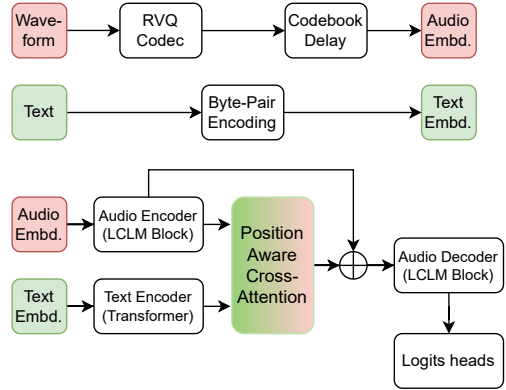 Wave-
form
RVQ
Codec
Codebook
Delay
Audio
Embd.
Text
Byte-Pair
Encoding
Text
Embd.
Audio
Embd.
Audio Encoder
(LCLM Block)
Position
Aware
Cross-
Attention
Text
Embd.
Text Encoder
(Transformer)
Audio Decoder
(LCLM Block)
Logits heads